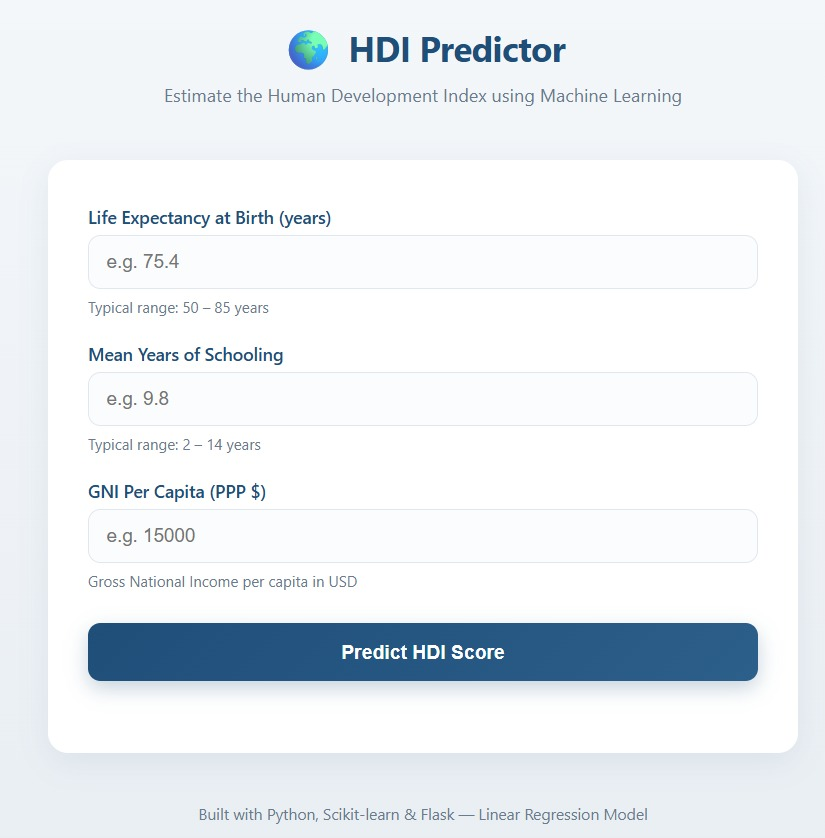 HDI Predictor
Estimate the Human Development Index using Machine Learning
Life Expectancy at Birth (years)
e.g. 75.4
Typical range: 50 – 85 years
Mean Years of Schooling
e.g. 9.8
Typical range: 2 – 14 years
GNI Per Capita (PPP $)
e.g. 15000
Gross National Income per capita in USD
Predict HDI Score
Built with Python, Scikit-learn & Flask — Linear Regression Model